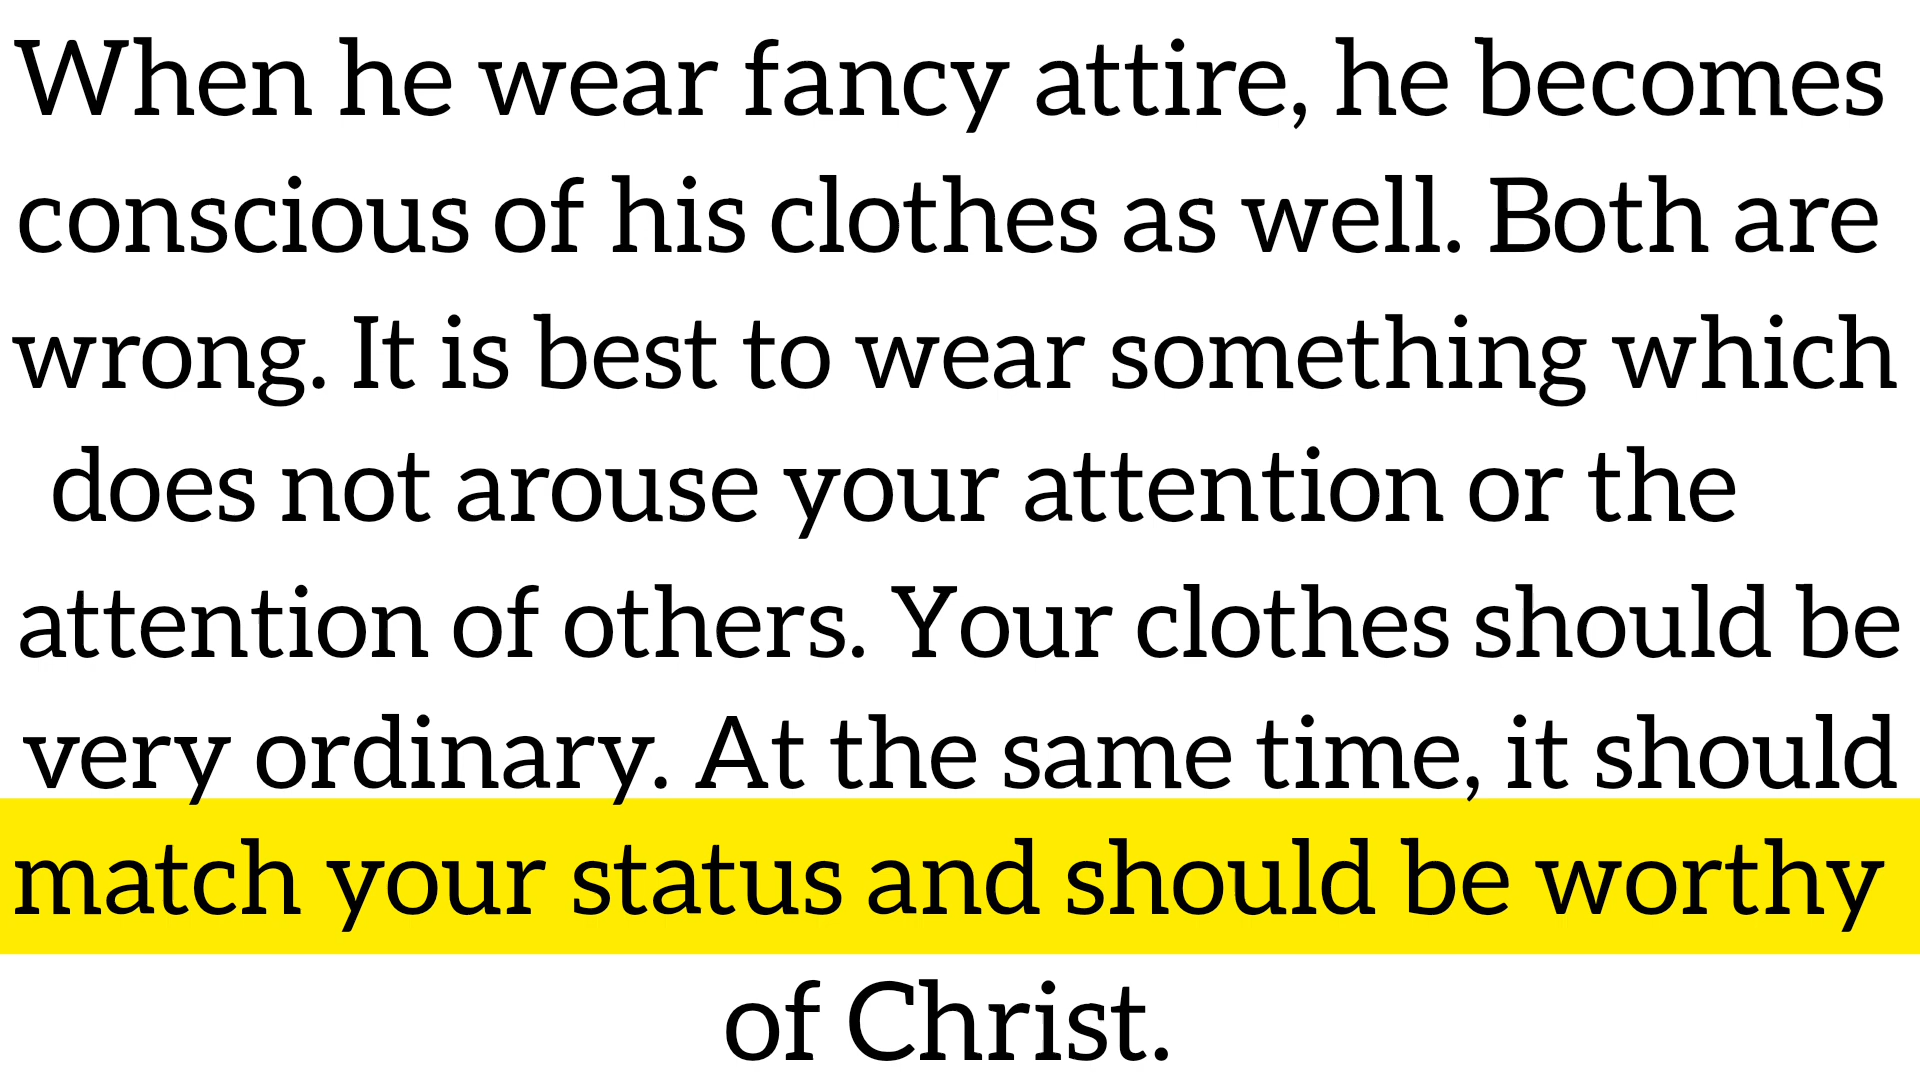 When he wear fancy attire, he becomes
conscious of his clothes as well. Both are
wrong. It is best to wear something which
does not arouse your attention or the
attention of others. Your clothes should be
very ordinary. At the same time, it should
match your status and should be worthy
of Christ.